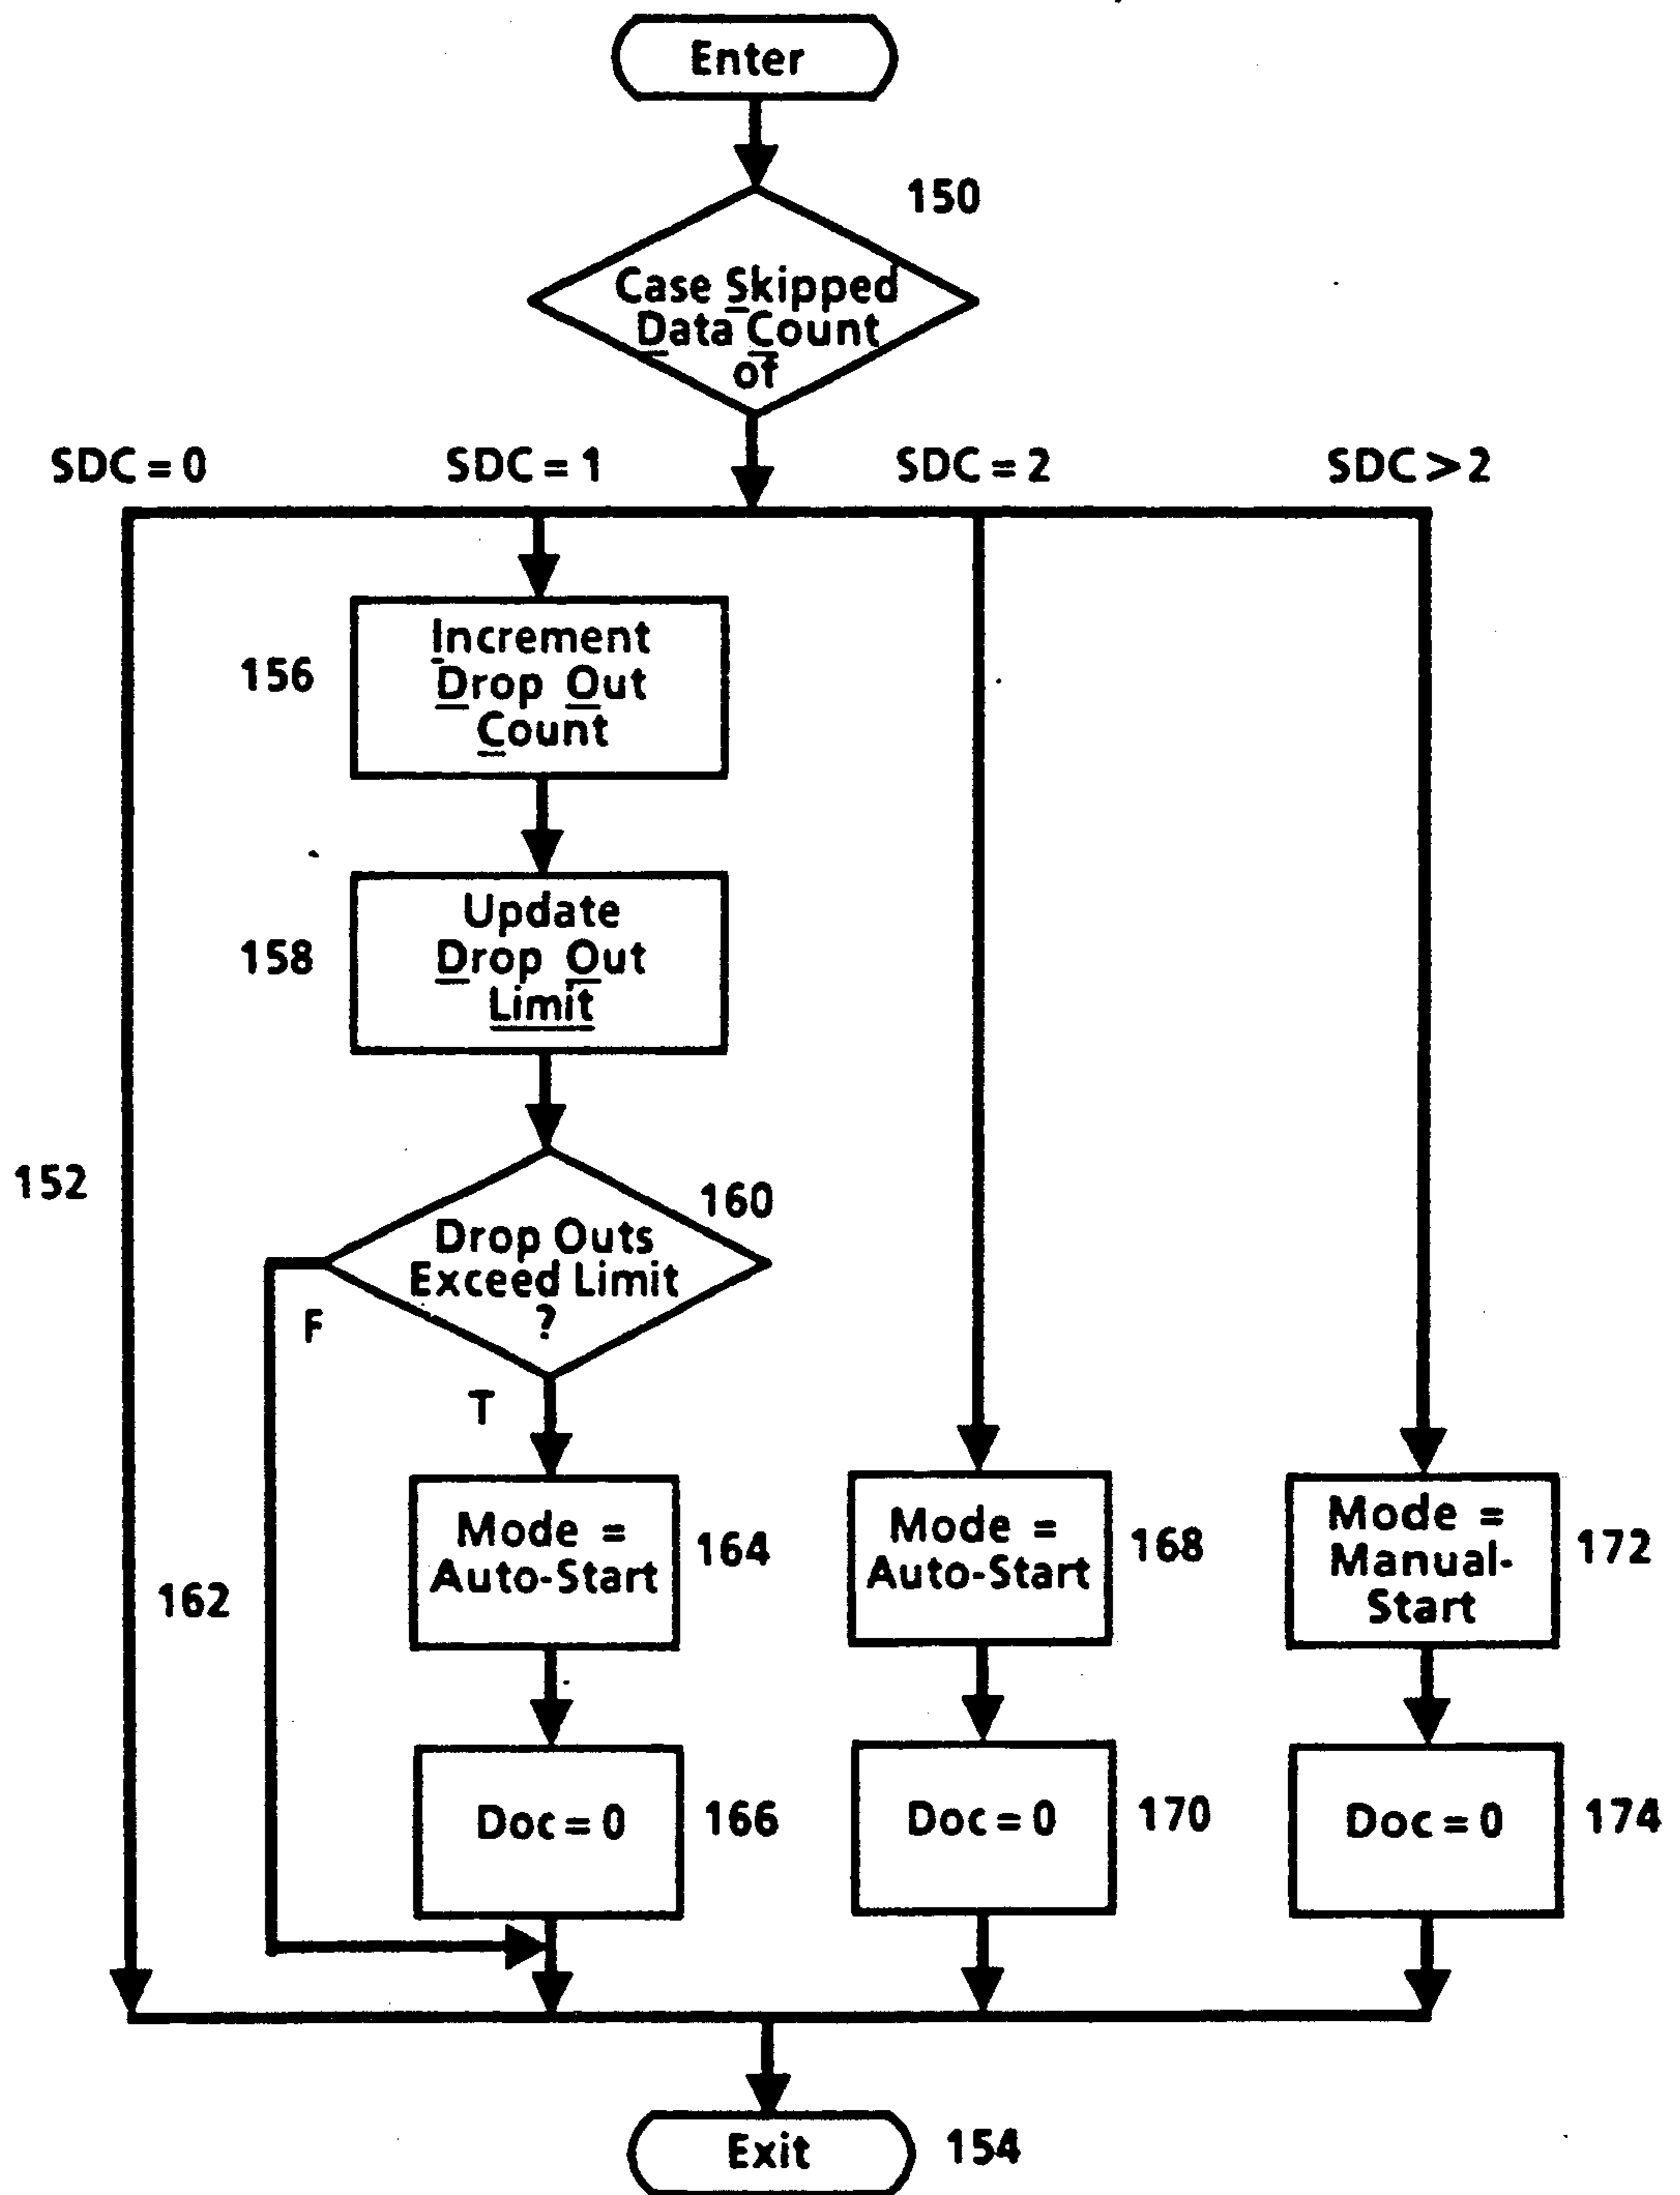 Enter
150
Case Skipped
Data Count
of
SDC = 0
SDC = 1
SDC = 2
SDC > 2
Increment
Drop Out
Count
156
Update
Drop Out
Limit
158
152
160
Drop Outs
Exceed Limit
?
F
T
162
Mode =
Auto-Start
164
Mode =
Auto-Start
168
Mode =
Manual-
Start
172
Doc = 0
166
Doc = 0
170
Doc = 0
174
Exit
154